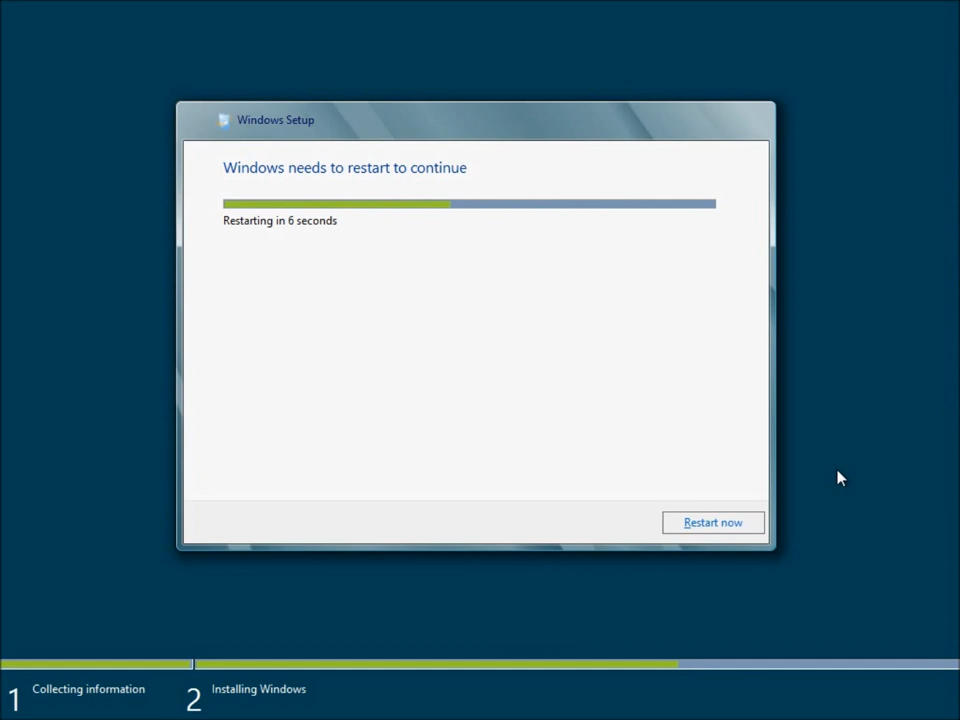 Windows Setup
Windows needs to restart to continue
Restarting in 6 seconds
Restart now
1 Collecting information
2 Installing Windows